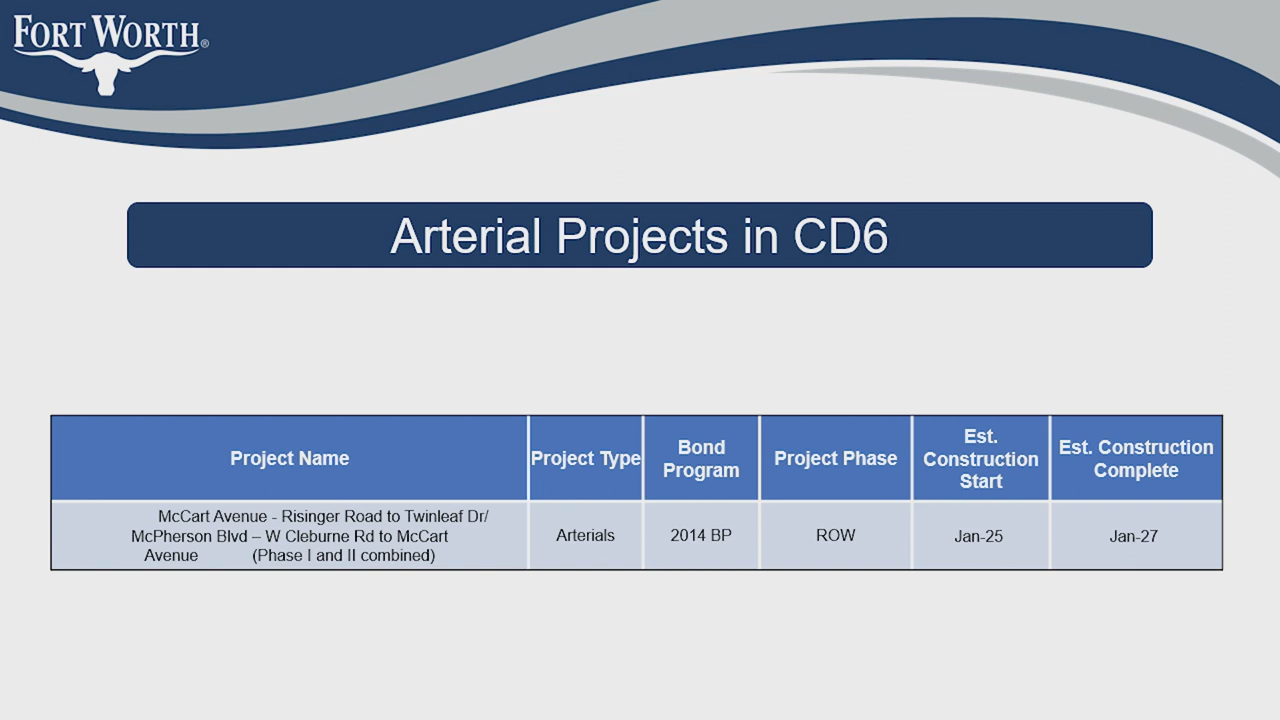 FORT WORTH®
Arterial Projects in CD6
Project Name
Project Type
Bond
Program
Project Phase
Est.
Construction
Start
Est. Construction
Complete
McCart Avenue - Risinger Road to Twinleaf Dr/
McPherson Blvd – W Cleburne Rd to McCart
Avenue (Phase I and II combined)
Arterials
2014 BP
ROW
Jan-25
Jan-27